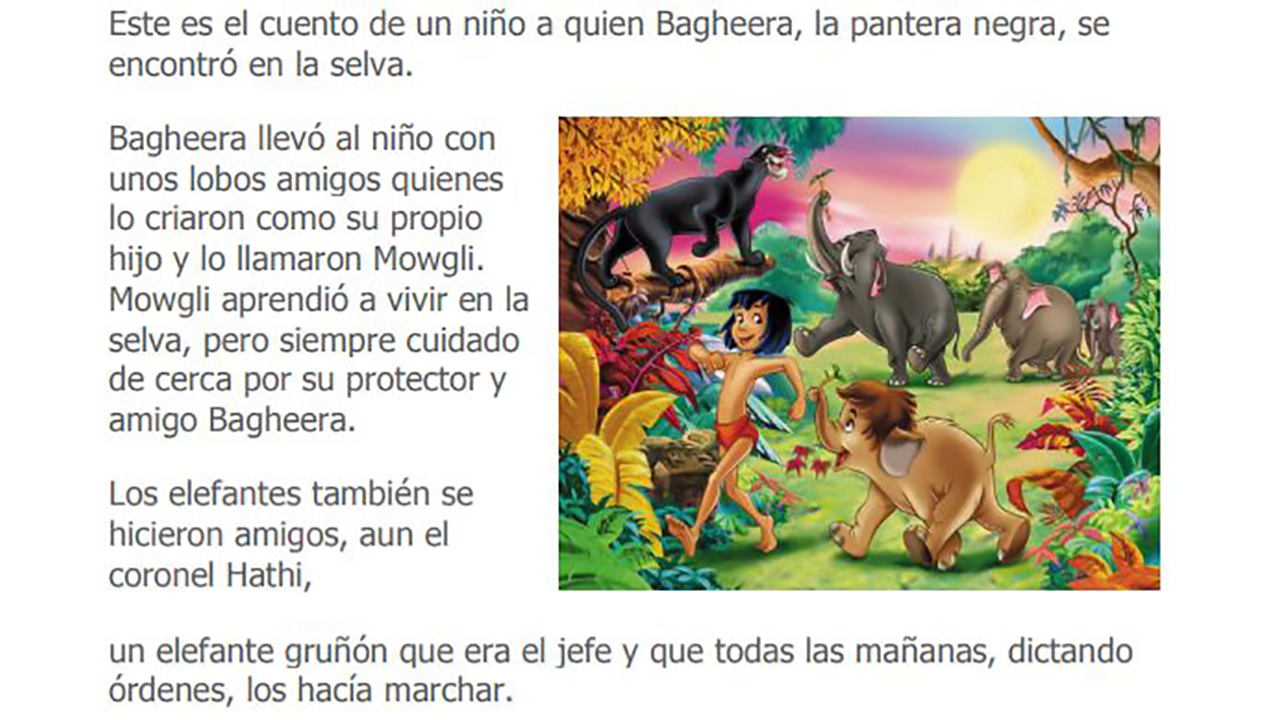 Este es el cuento de un niño a quien Bagheera, la pantera negra, se
encontró en la selva.
Bagheera llevó al niño con
unos lobos amigos quienes
lo criaron como su propio
hijo y lo llamaron Mowgli.
Mowgli aprendió a vivir en la
selva, pero siempre cuidado
de cerca por su protector y
amigo Bagheera.
Los elefantes también se
hicieron amigos, aun el
coronel Hathi,
un elefante gruñón que era el jefe y que todas las mañanas, dictando
órdenes, los hacía marchar.